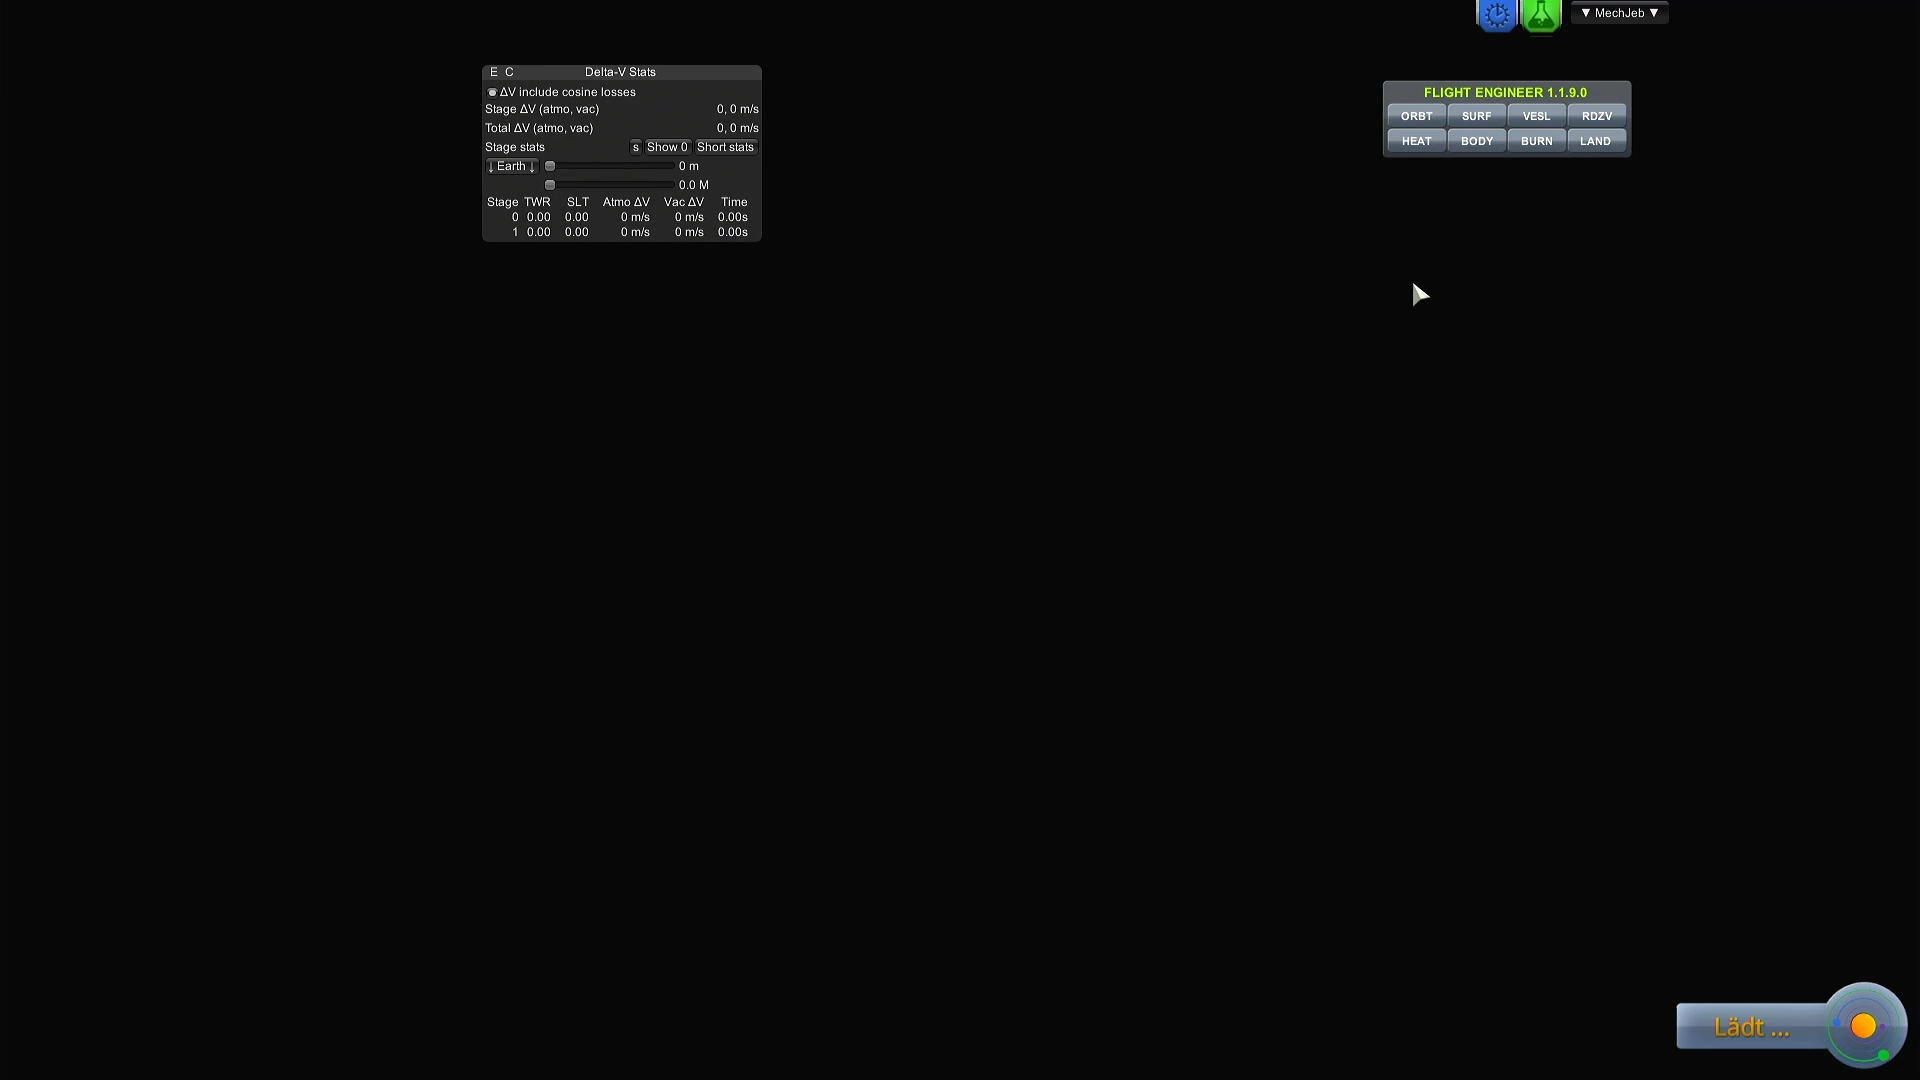 ▼ MechJeb ▼
E C Delta-V Stats
ΔV include cosine losses
Stage ΔV (atmo, vac) 0, 0 m/s
Total ΔV (atmo, vac) 0, 0 m/s
Stage stats s Show 0 Short stats
↓ Earth ↓ 0 m
0.0 M
Stage TWR SLT Atmo ΔV Vac ΔV Time
0 0.00 0.00 0 m/s 0 m/s 0.00s
1 0.00 0.00 0 m/s 0 m/s 0.00s
FLIGHT ENGINEER 1.1.9.0
ORBT SURF VESL RDZV
HEAT BODY BURN LAND
Lädt ...